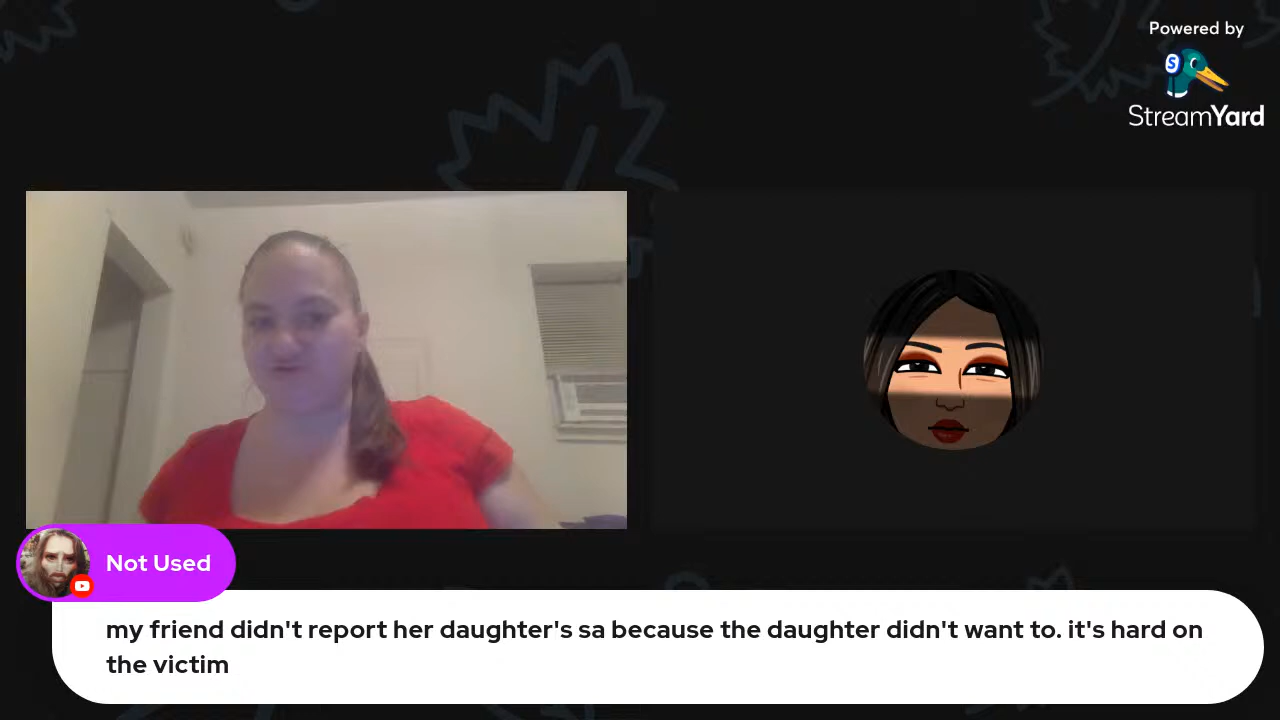 Powered by
StreamYard
Not Used
my friend didn't report her daughter's sa because the daughter didn't want to. it's hard on
the victim